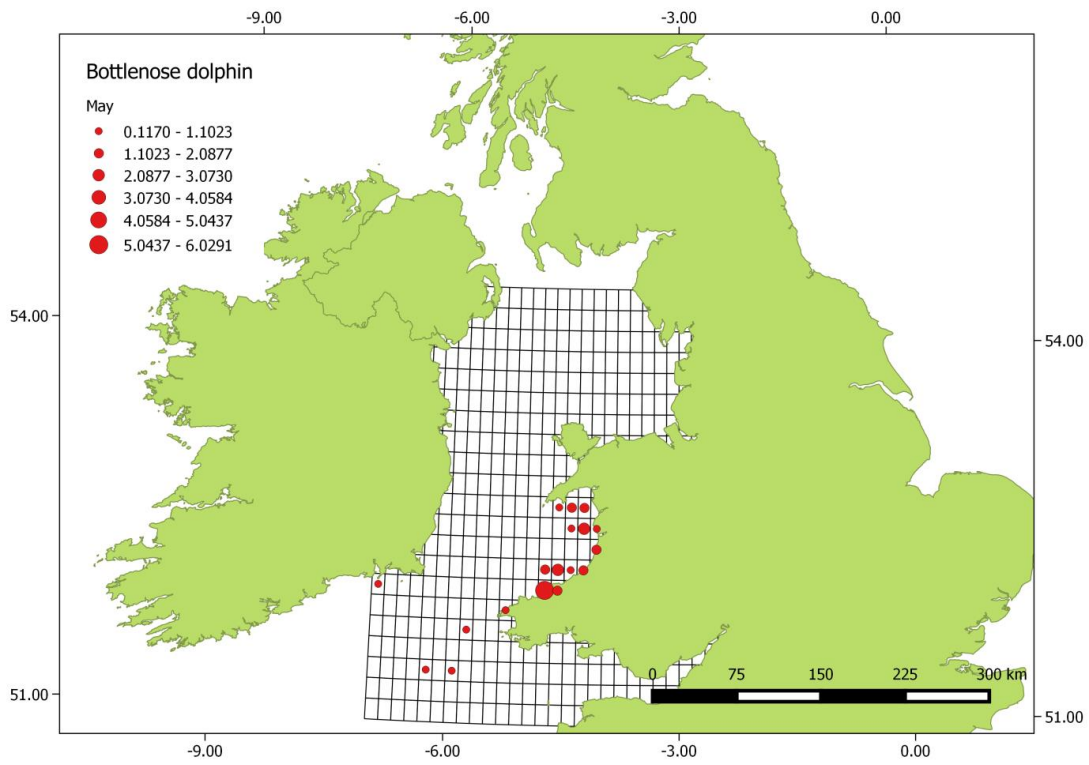 -9.00 -6.00 -3.00 0.00
Bottlenose dolphin
May
0.1170 - 1.1023
1.1023 - 2.0877
2.0877 - 3.0730
3.0730 - 4.0584
4.0584 - 5.0437
5.0437 - 6.0291
54.00
54.00
0 75 150 225 300 km
51.00
51.00
-9.00 -6.00 -3.00 0.00